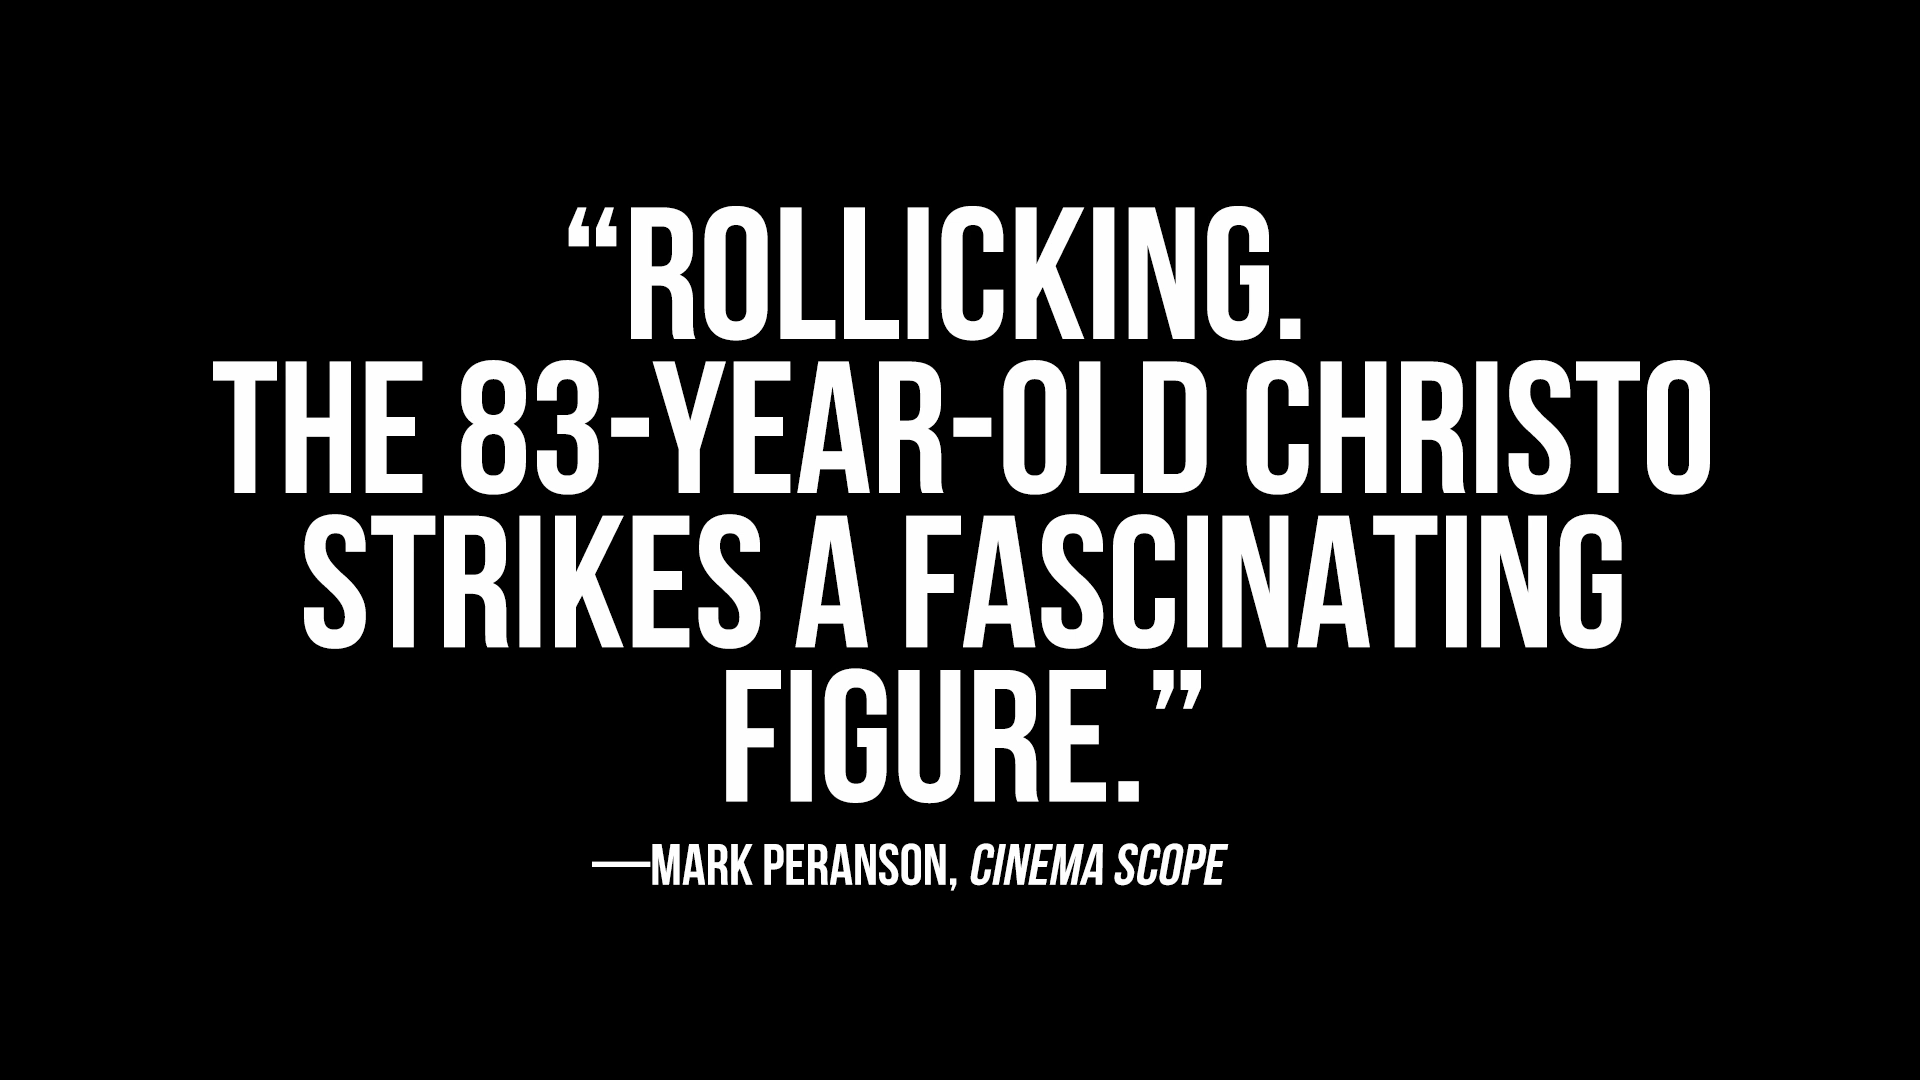 “ROLLICKING.
THE 83-YEAR-OLD CHRISTO
STRIKES A FASCINATING
FIGURE.”
—MARK PERANSON, CINEMA SCOPE